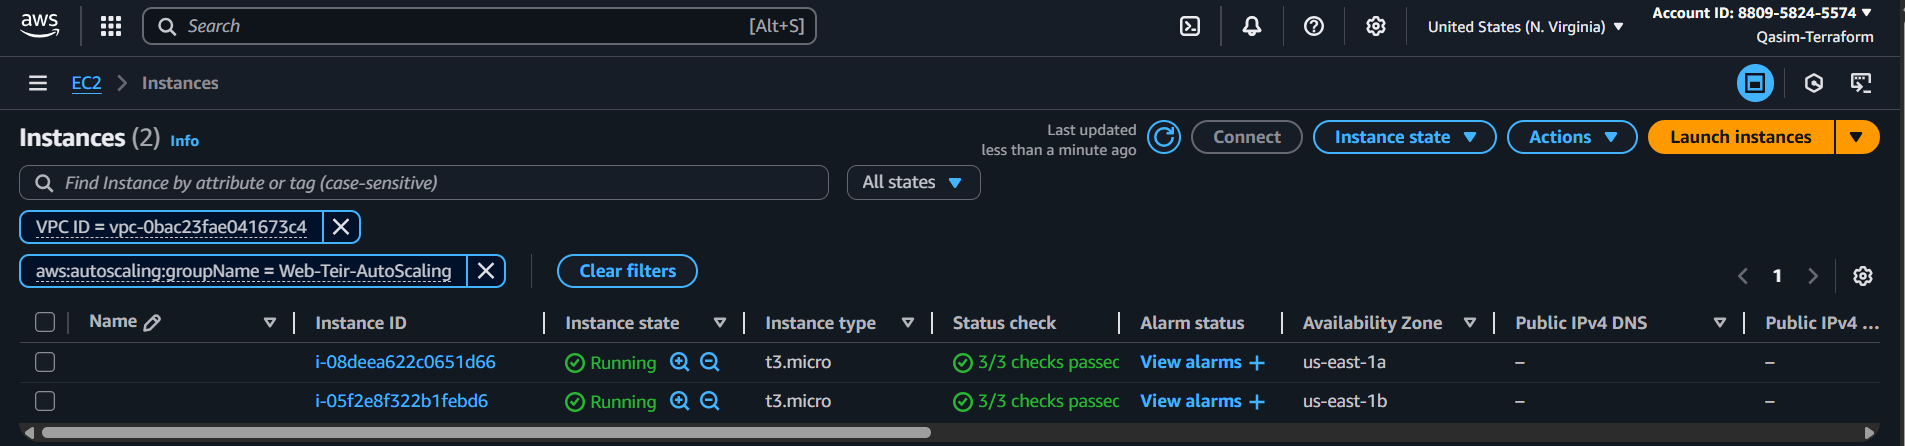 aws
Search [Alt+S]
United States (N. Virginia)
Account ID: 8809-5824-5574
Qasim-Terraform
EC2 Instances
Instances (2) Info
Last updated
less than a minute ago
Connect
Instance state
Actions
Launch instances
Find Instance by attribute or tag (case-sensitive)
All states
VPC ID = vpc-0bac23fae041673c4
aws:autoscaling:groupName = Web-Teir-AutoScaling
Clear filters
1
Name Instance ID Instance state Instance type Status check Alarm status Availability Zone Public IPv4 DNS Public IPv4 ...
i-08deea622c0651d66 Running t3.micro 3/3 checks passed View alarms + us-east-1a – –
i-05f2e8f322b1febd6 Running t3.micro 3/3 checks passed View alarms + us-east-1b – –